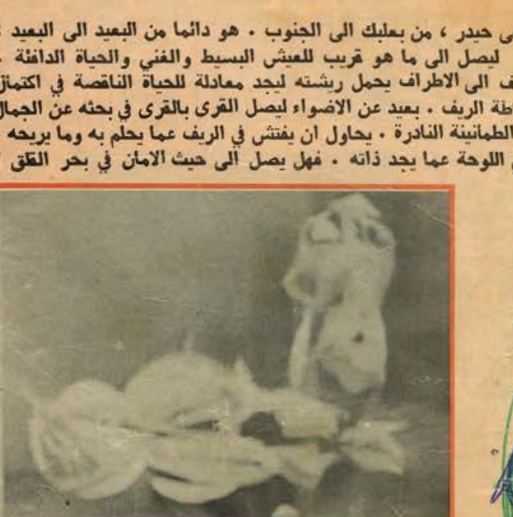 ى حيدر ، من بعلبك الى الجنوب . هو دائما من البعيد الى البعيد
ليصل الى ما هو قريب للعيش البسيط والغني والحياة الدافئة .
ف الى الاطراف يحمل ريشته ليجد معادلة للحياة الناقصة في اكتمال
طة الريف . بعيد عن الاضواء ليصل القرى بالقرى في بحثه عن الجمال
الطمانينة النادرة . يحاول ان يفتش في الريف عما يحلم به وما يريحه
اللوحة عما يجد ذاته . فهل يصل الى حيث الامان في بحر القلق